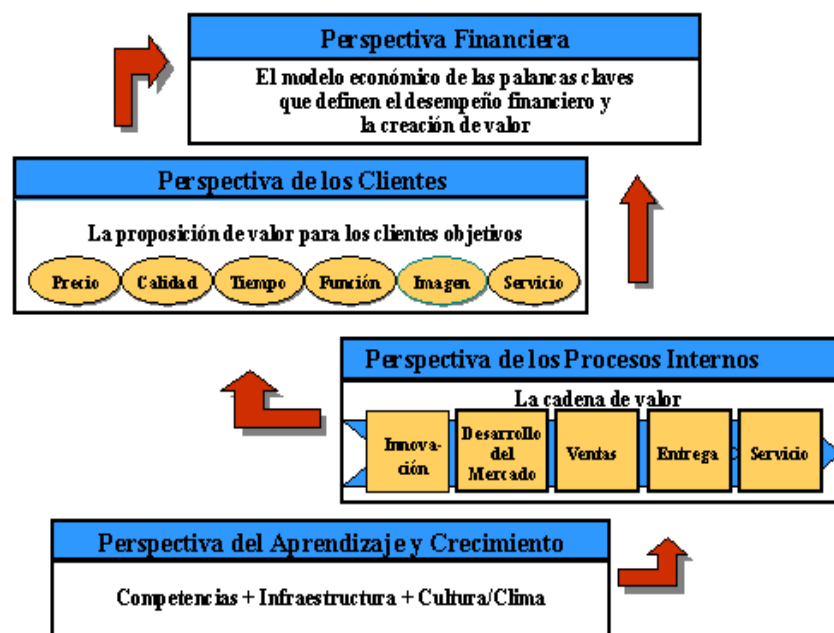 Perspectiva Financiera
El modelo económico de las palancas claves
que definen el desempeño financiero y
la creación de valor
Perspectiva de los Clientes
La proposición de valor para los clientes objetivos
Precio Calidad Tiempo Función Imagen Servicio
Perspectiva de los Procesos Internos
La cadena de valor
Innova-
ción
Desarrollo
del
Mercado
Ventas
Entrega
Servicio
Perspectiva del Aprendizaje y Crecimiento
Competencias + Infraestructura + Cultura/Clima